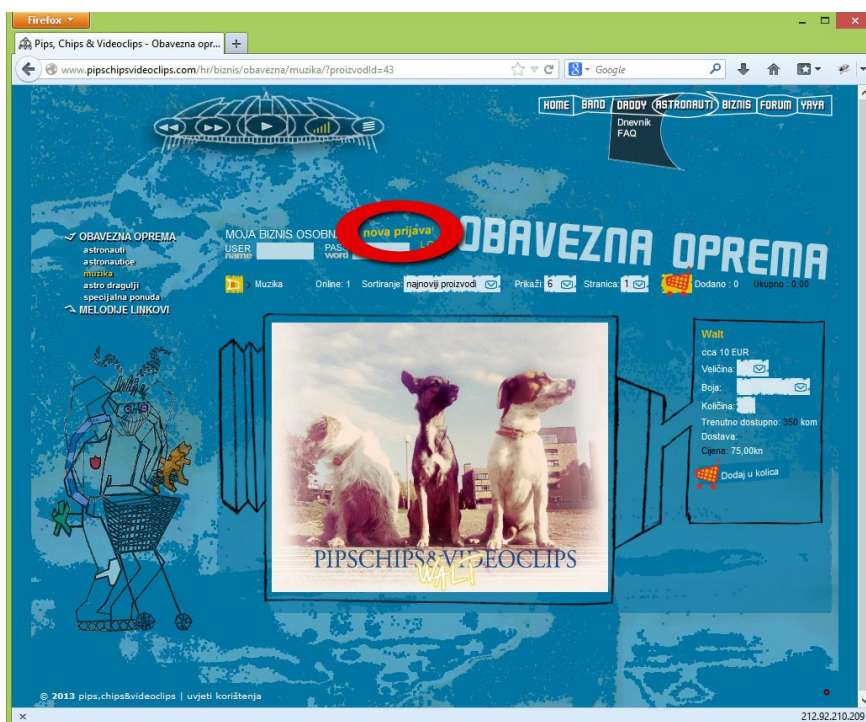 Firefox
Pips, Chips & Videoclips - Obavezna opr...
www.pipschipsvideoclips.com/hr/biznis/obavezna/muzika/?proizvodId=43
Google
HOME BAND DADDY ASTRONAUTI BIZNIS FORUM YAYA
Dnevnik
FAQ
OBAVEZNA OPREMA
astronauti
astronautice
muzika
astro dragulji
specijalna ponuda
MELODIJE LINKOVI
MOJA BIZNIS nova prijava!
USER name PASS word
OBAVEZNA OPREMA
Muzika Online: 1 Sortiranje: najnoviji proizvodi Prikaži: 6 Stranica: 1 Dodano : 0 Ukupno : 0,00
PIPSCHIPS&VIDEOCLIPS
WALT
Walt
cca 10 EUR
Veličina:
Boja:
Količina:
Trenutno dostupno: 350 kom
Dostava:
Cijena: 75,00kn
Dodaj u kolica
© 2013 pips,chips&videoclips | uvjeti korištenja
x 212.92.210.209